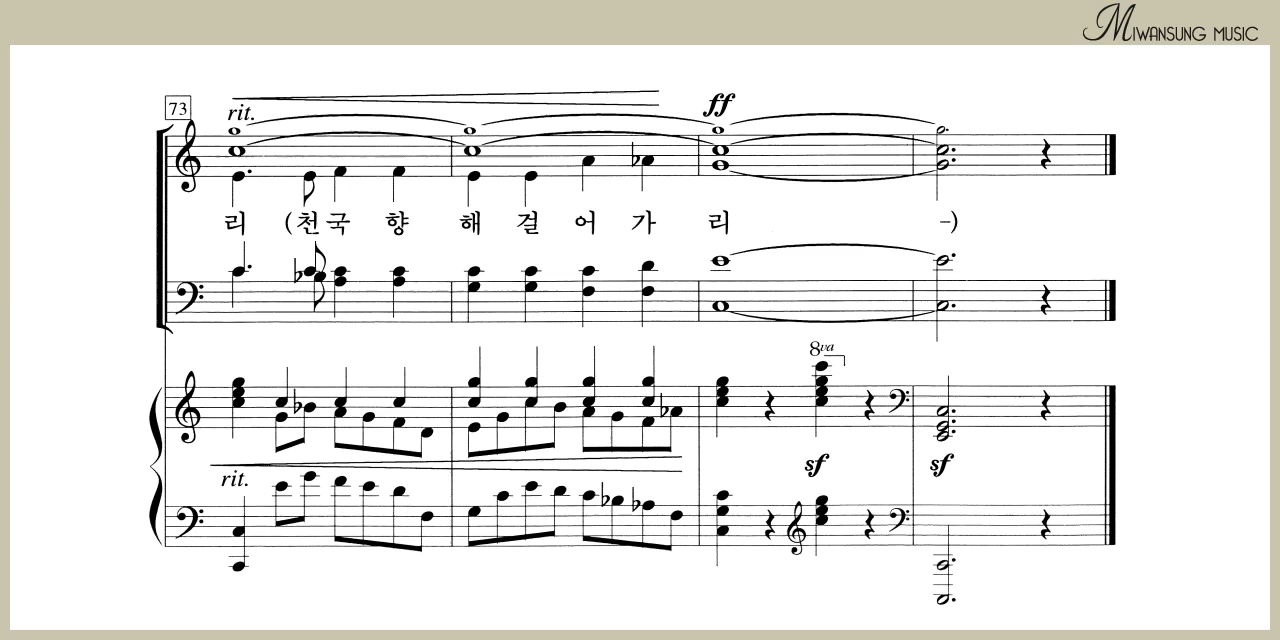 MIWANSUNG MUSIC
73
rit.
ff
리 (천 국 향 해 걸 어 가 리 -)
8va
rit.
sf sf